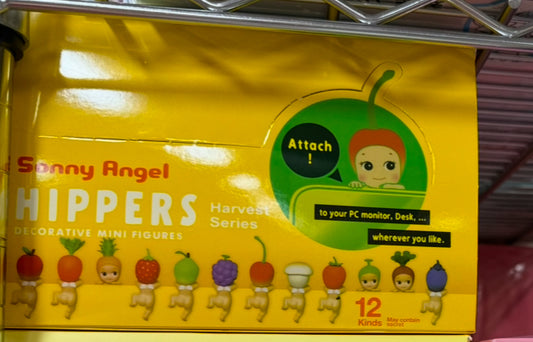 Sonny Angel
HIPPERS
Harvest
Series
DECORATIVE MINI FIGURES
Attach
!
to your PC monitor, Desk, ...
wherever you like.
12
Kinds
May contain
secret